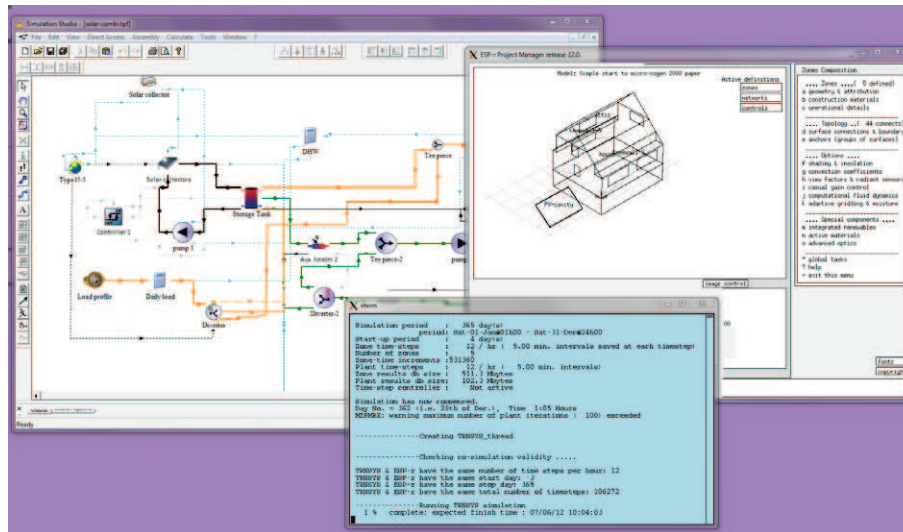 Simulation Studio - [solar-combi.tpf]
File Edit View Direct Access Assembly Calculate Tools Window ?
Solar collector
Type15-5
Solar collectors
DHW
Tee piece
Controller 1
Storage Tank
pump 1
Aux. heater-2
Tee piece-2
pump
Load profile
Daily load
Diverter
Diverter-2
Ready
ESP-r Project Manager release 12.0.
Model: Simple start to micro-cogen 2008 paper
Active definitions
zones
networks
controls
PV-cavity
image control
Zones Composition
.... Zones ....( 5 defined)
a geometry & attribution
b construction materials
c operational details
.... Topology ..( 44 connects)
d surface connections & boundary
e anchors (groups of surfaces)
.... Options ....
f shading & insolation
g convection coefficients
h view factors & radiant sensors
i casual gain control
j computational fluid dynamics
k adaptive gridding & moisture
.... Special components ....
m integrated renewables
n active materials
o advanced optics
* global tasks
? help
- exit this menu
fonts
copyright
xterm
Simulation period : 365 day(s)
period: Sat-01-Jan@01h00 - Sat-31-Dec@24h00
Start-up period : 4 day(s)
Zone time-steps : 12 / hr ( 5.00 min. intervals saved at each timestep)
Number of zones : 5
Zone-time increments :531360
Plant time-steps : 12 / hr ( 5.00 min. intervals)
Zone results db size : 511.3 Mbytes
Plant results db size: 102.3 Mbytes
Time-step controller : Not active
Simulation has now commenced.
Day No. = 362 (i.e. 28th of Dec.), Time 1:05 Hours
MZPMRX: warning maximum number of plant iterations ( 100) exceeded
---------------Creating TRNSYS_thread
---------------Checking co-simulation validity .....
TRNSYS & ESP-r have the same number of time steps per hour: 12
TRNSYS & ESP-r have the same start day: -3
TRNSYS & ESP-r have the same stop day: 365
TRNSYS & ESP-r have the same total number of timesteps: 106272
---------------Running TRNSYS simulation
1 % complete: expected finish time : 07/06/12 10:04:03